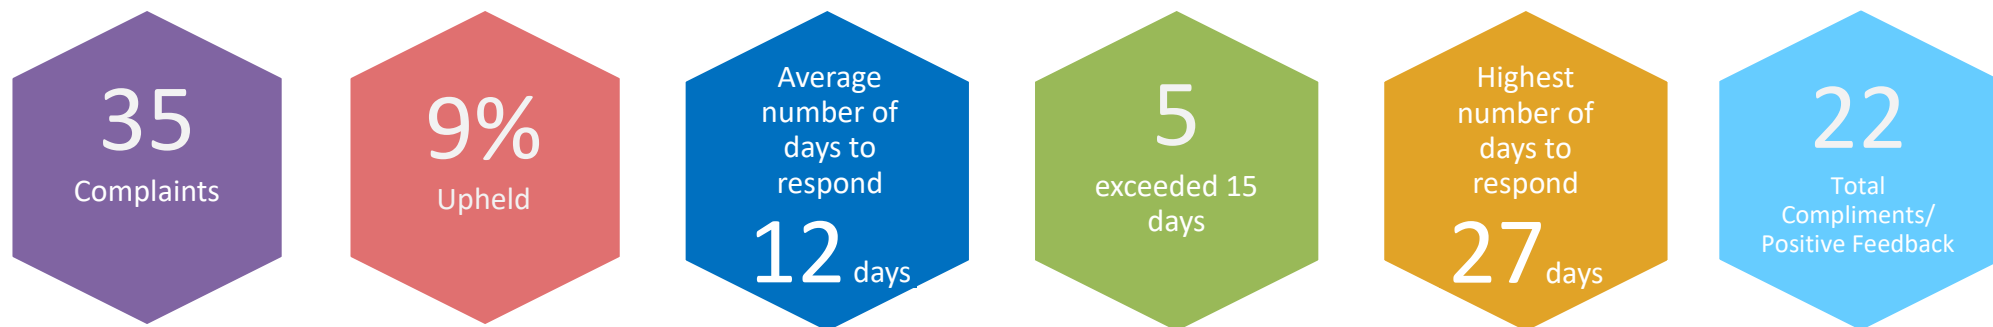 35
Complaints
9%
Upheld
Average
number of
days to
respond
12 days
5
exceeded 15
days
Highest
number of
days to
respond
27 days
22
Total
Compliments/
Positive Feedback